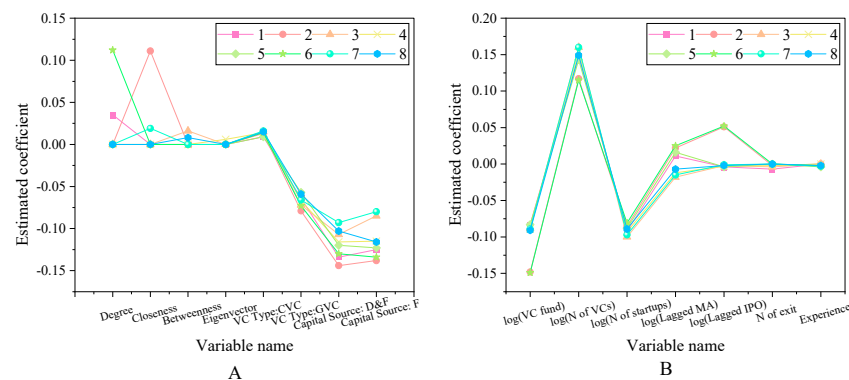 0.15
0.10
0.05
0.00
-0.05
-0.10
-0.15
Estimated coefficient
1 2 3 4
5 6 7 8
Degree
Closeness
Betweenness
Eigenvector
VC Type:CVC
VC Type:GVC
Capital Source: D&F
Capital Source: F
Variable name
A
0.20
0.15
0.10
0.05
0.00
-0.05
-0.10
-0.15
Estimated coefficient
1 2 3 4
5 6 7 8
log(VC fund)
log(N of VCs)
log(N of startups)
log(Lagged MA)
log(Lagged IPO)
N of exit
Experience
Variable name
B